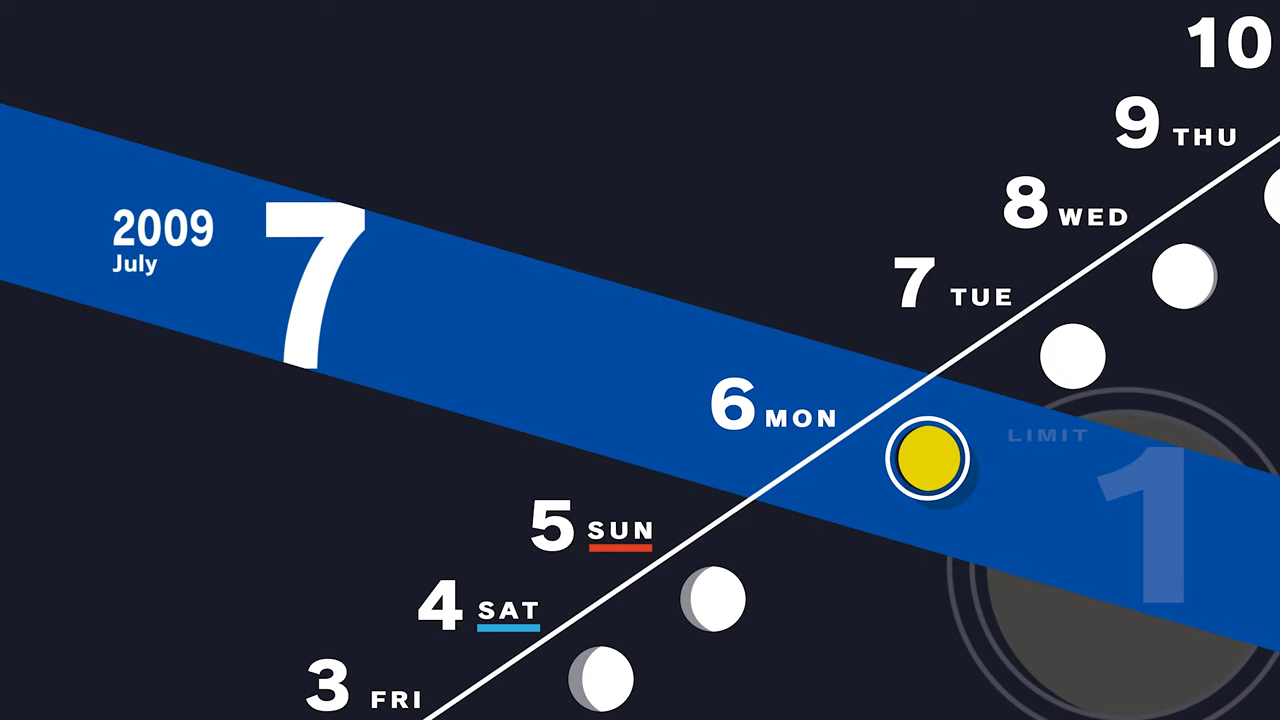 10
9 THU
8 WED
2009
July
7
7 TUE
6 MON
LIMIT
1
5 SUN
4 SAT
3 FRI